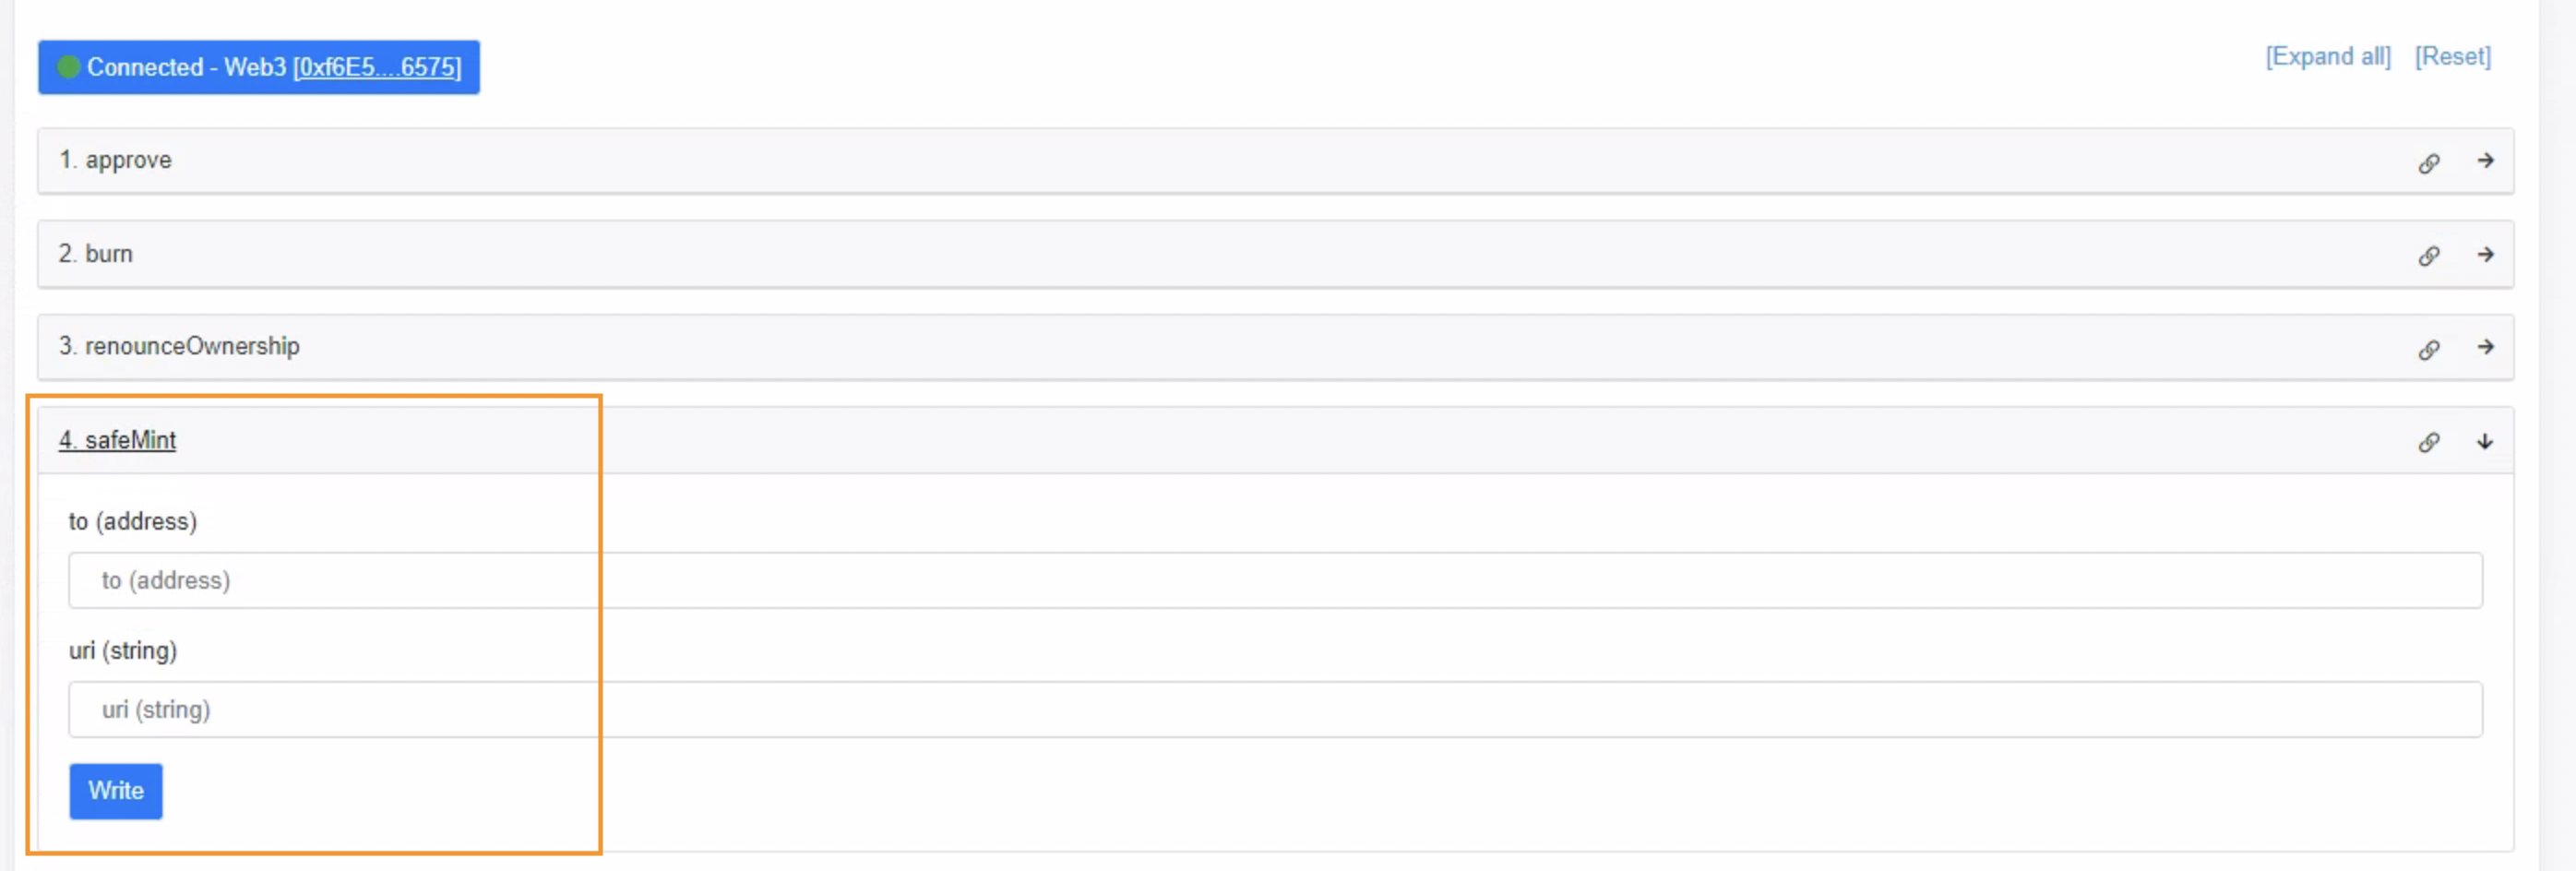 Connected - Web3 [0xf6E5....6575]
[Expand all] [Reset]
1. approve
2. burn
3. renounceOwnership
4. safeMint
to (address)
to (address)
uri (string)
uri (string)
Write